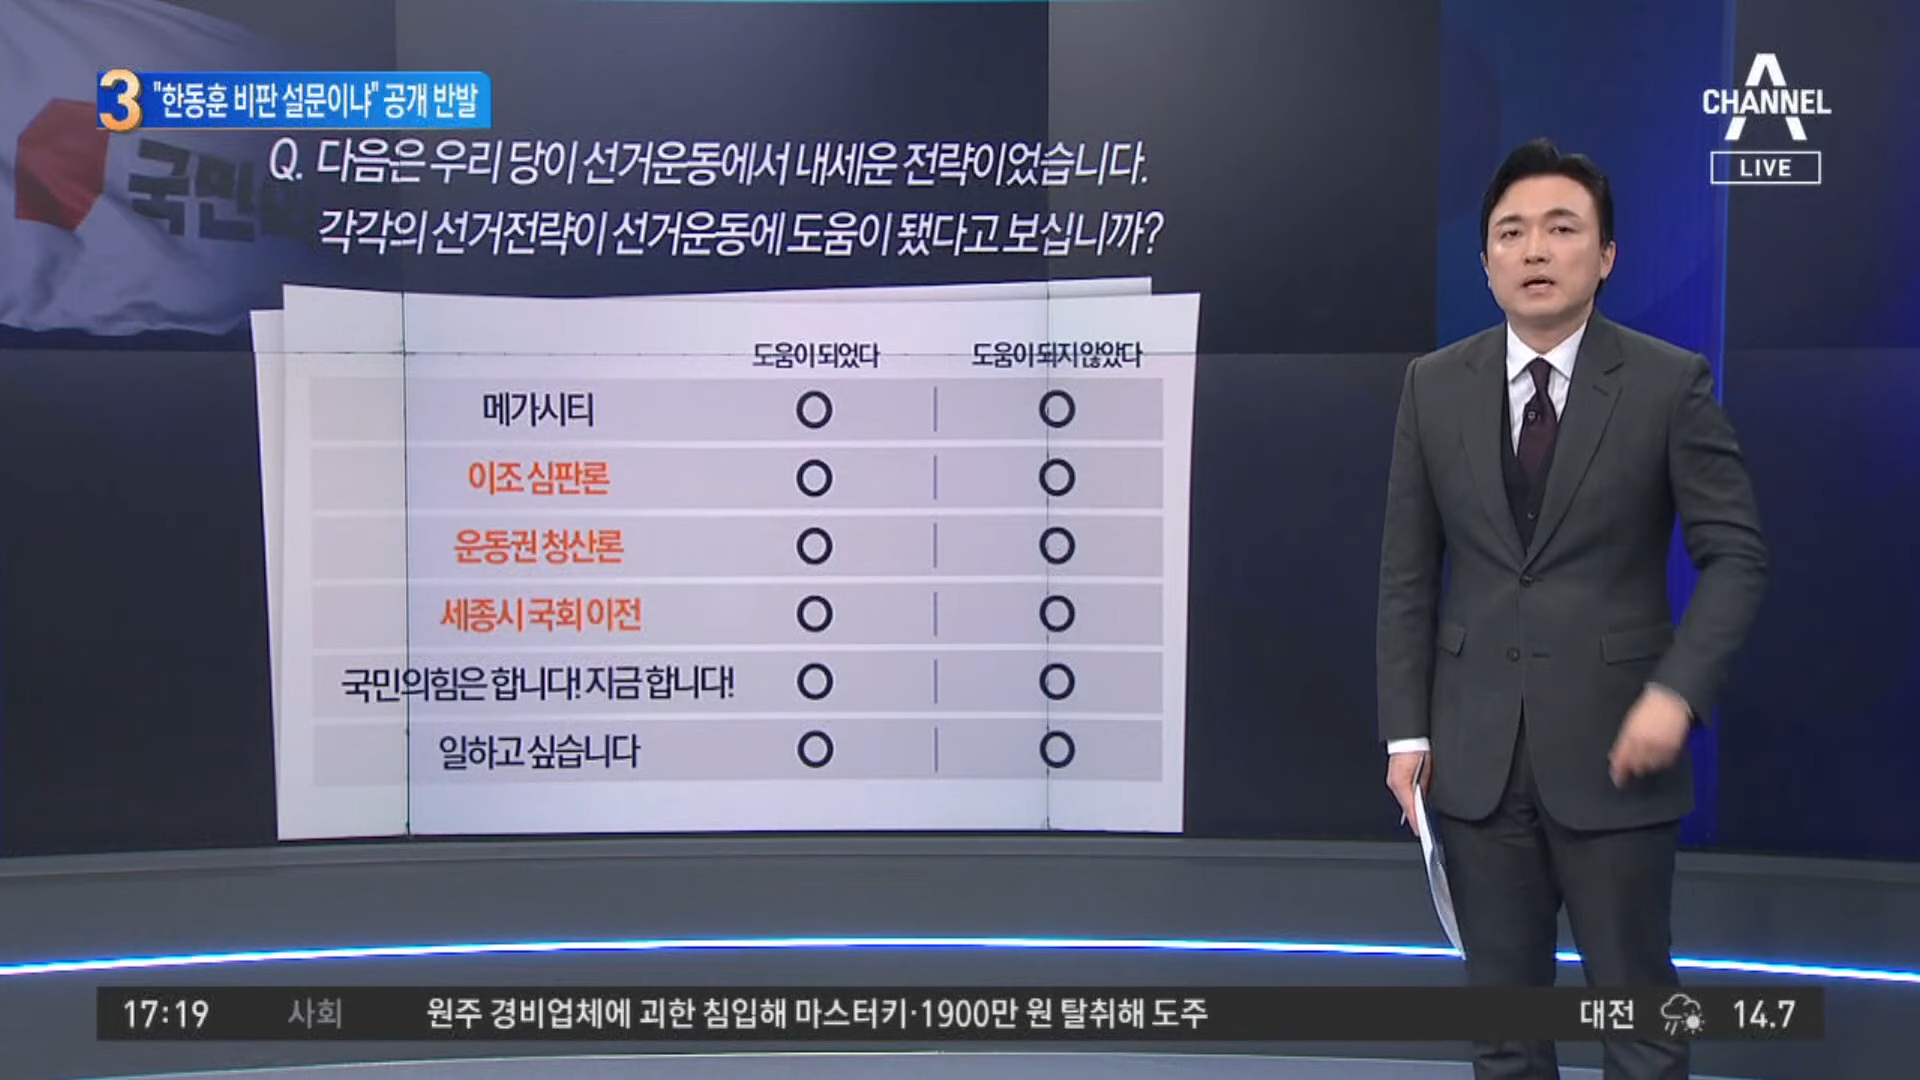 3 "한동훈 비판 설문이냐" 공개 반발
CHANNEL A
LIVE
Q. 다음은 우리 당이 선거운동에서 내세운 전략이었습니다.
각각의 선거전략이 선거운동에 도움이 됐다고 보십니까?
도움이 되었다 도움이 되지 않았다
메가시티
이조 심판론
운동권 청산론
세종시 국회 이전
국민의힘은 합니다! 지금 합니다!
일하고 싶습니다
17:19 사회 원주 경비업체에 괴한 침입해 마스터키·1900만 원 탈취해 도주 대전 14.7